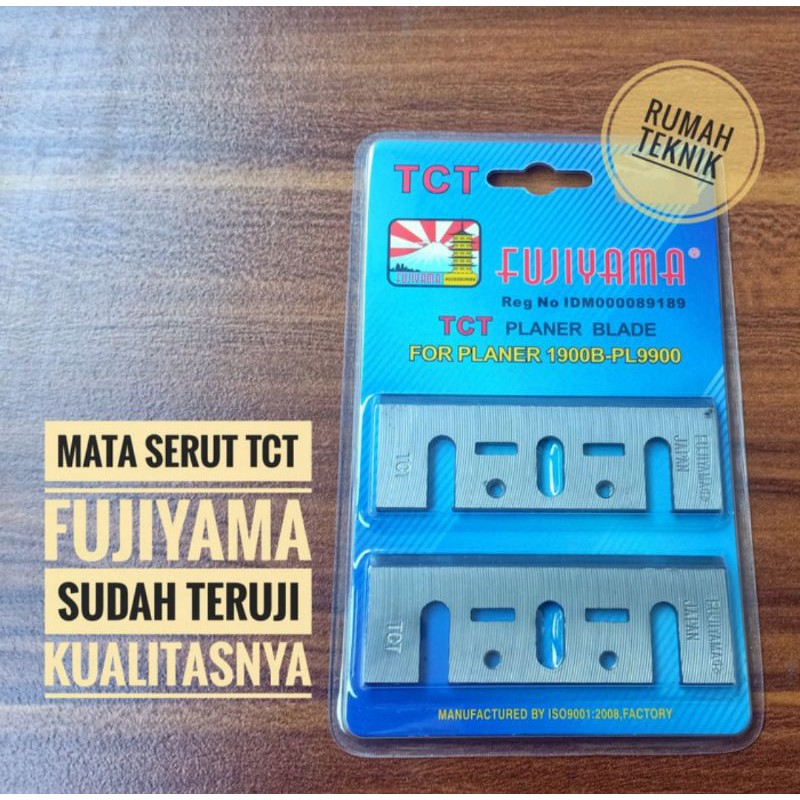 RUMAH
TEKNIK
TCT
FUJIYAMA
ACCESSORIES
FUJIYAMA®
Reg No IDM000089189
TCT PLANER BLADE
FOR PLANER 1900B-PL9900
MATA SERUT TCT
FUJIYAMA
SUDAH TERUJI
KUALITASNYA
TCT
FUJIYAMA®
JAPAN
TCT
FUJIYAMA®
JAPAN
MANUFACTURED BY ISO9001:2008,FACTORY